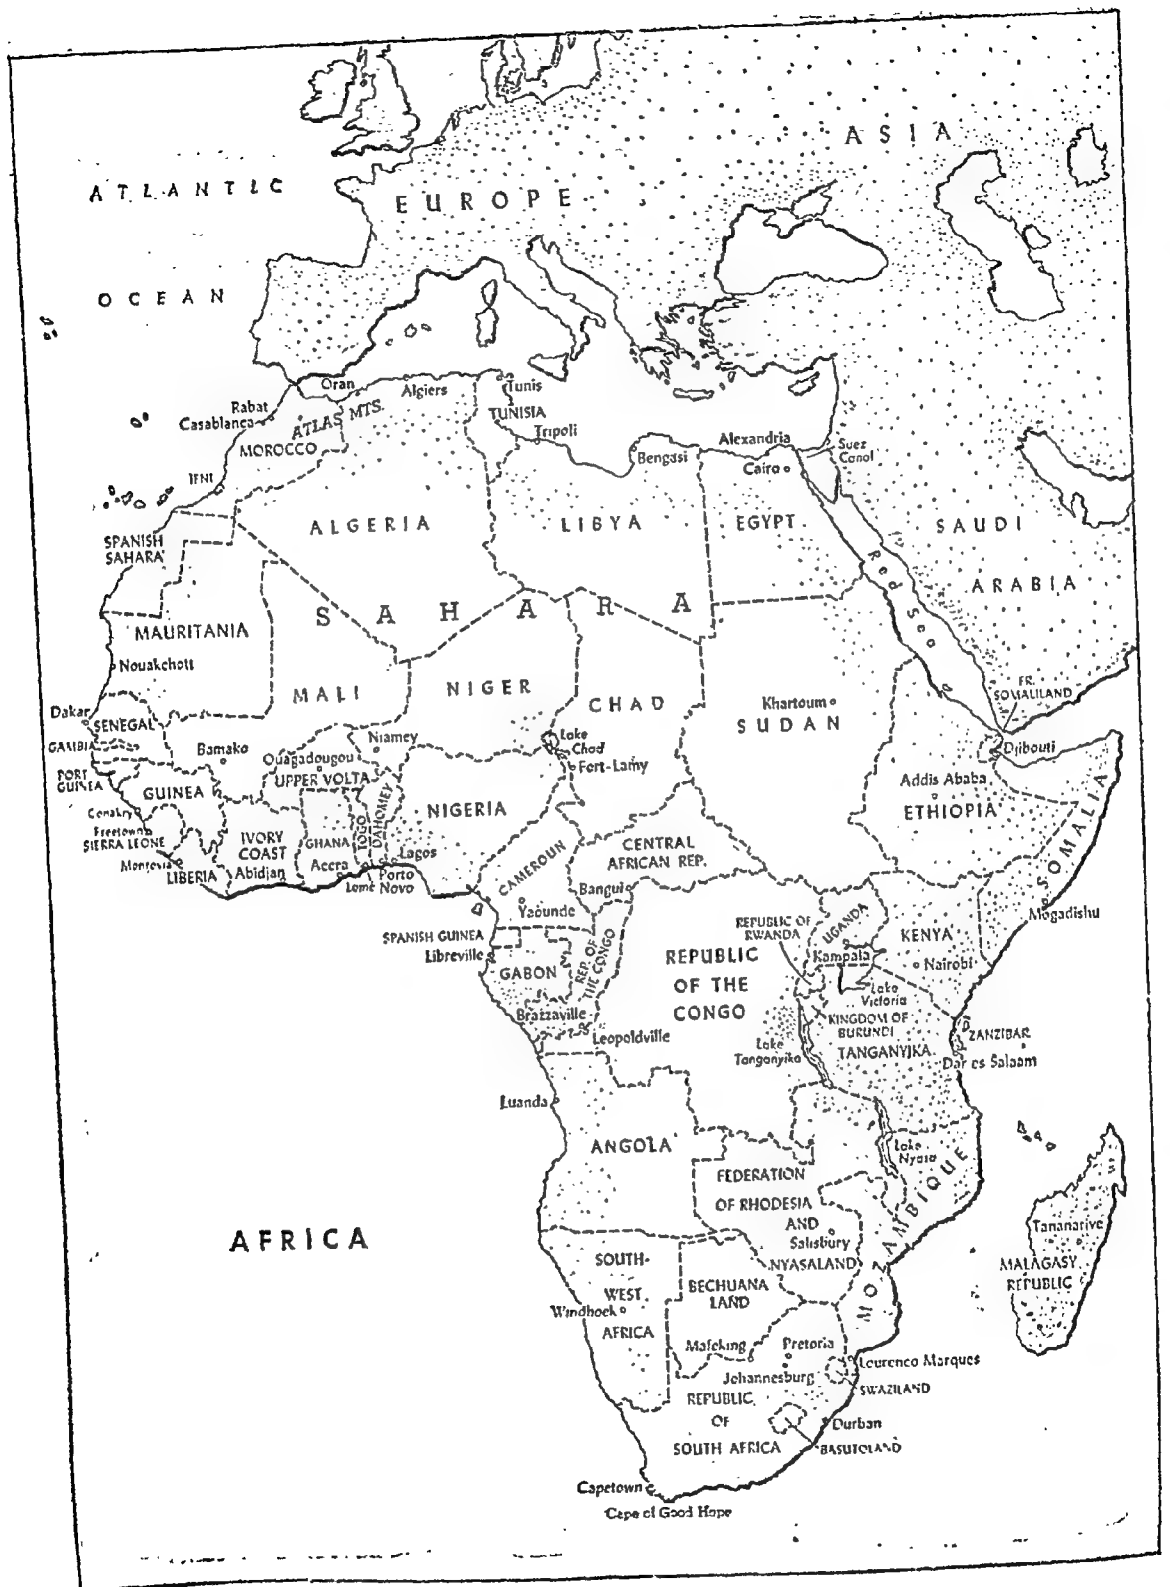 ASIA
ATLANTIC
EUROPE
OCEAN
Oran
Algiers
Tunis
Rabat
Casablanca
ATLAS MTS.
TUNISIA
Tripoli
MOROCCO
Bengasi
Alexandria
Cairo
Suez
Canal
IFNI
ALGERIA
LIBYA
EGYPT
SAUDI
ARABIA
SPANISH
SAHARA
Red Sea
SAHARA
MAURITANIA
Nouakchott
MALI
NIGER
CHAD
Khartoum
SUDAN
FR.
SOMALILAND
Dakar
SENEGAL
GAMBIA
Bamako
Niamey
Ouagadougou
UPPER VOLTA
Lake
Chad
Fort-Lamy
Djibouti
PORT
GUINEA
GUINEA
Addis Ababa
ETHIOPIA
SOMALIA
Conakry
Freetown
SIERRA LEONE
Monrovia
LIBERIA
IVORY
COAST
Abidjan
GHANA
Accra
TOGO
DAHOMEY
NIGERIA
Lagos
Porto
Novo
Lomé
CAMEROUN
CENTRAL
AFRICAN REP.
Bangui
Yaounde
Mogadishu
SPANISH GUINEA
Libreville
GABON
REP. OF
THE CONGO
REPUBLIC
OF THE
CONGO
REPUBLIC OF
RWANDA
UGANDA
Kampala
KENYA
Nairobi
Lake
Victoria
KINGDOM OF
BURUNDI
Brazzaville
Leopoldville
Lake
Tanganyika
TANGANYIKA
ZANZIBAR
Dar es Salaam
Luanda
ANGOLA
Lake
Nyasa
FEDERATION
OF RHODESIA
AND
Salisbury
NYASALAND
MOZAMBIQUE
Tananarive
MALAGASY
REPUBLIC
AFRICA
SOUTH
WEST
AFRICA
Windhoek
BECHUANA
LAND
Mafeking
Pretoria
Johannesburg
Lourenco Marques
SWAZILAND
REPUBLIC
OF
SOUTH AFRICA
Durban
BASUTOLAND
Capetown
Cape of Good Hope